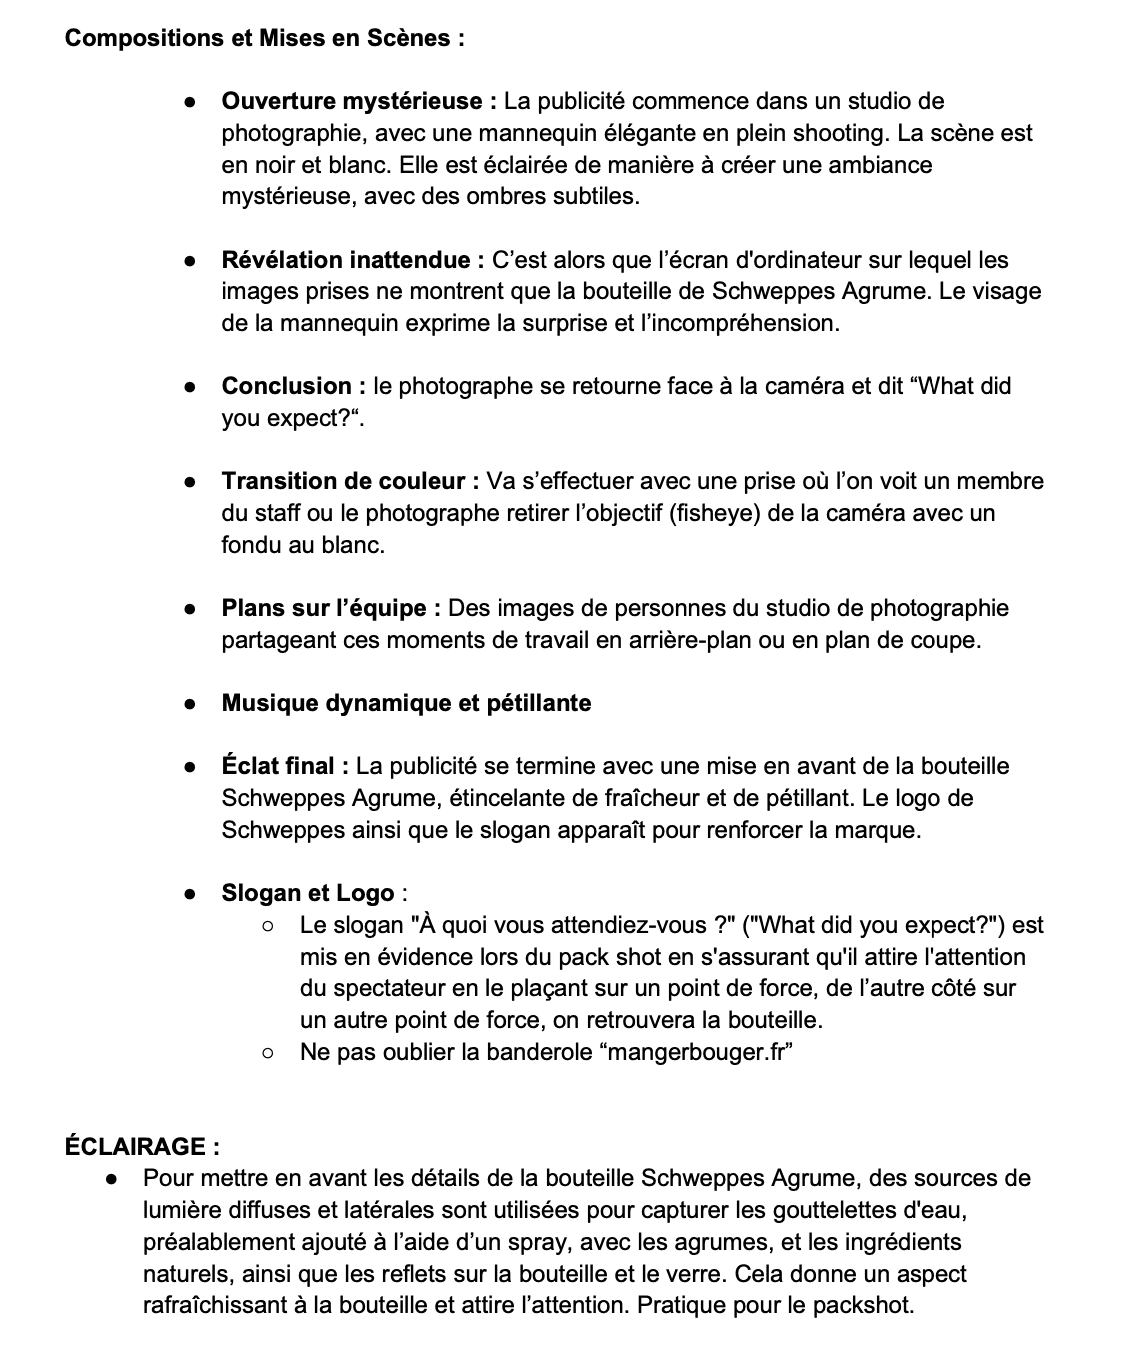 Compositions et Mises en Scènes :
● Ouverture mystérieuse : La publicité commence dans un studio de
photographie, avec une mannequin élégante en plein shooting. La scène est
en noir et blanc. Elle est éclairée de manière à créer une ambiance
mystérieuse, avec des ombres subtiles.
● Révélation inattendue : C’est alors que l’écran d'ordinateur sur lequel les
images prises ne montrent que la bouteille de Schweppes Agrume. Le visage
de la mannequin exprime la surprise et l’incompréhension.
● Conclusion : le photographe se retourne face à la caméra et dit “What did
you expect?“.
● Transition de couleur : Va s’effectuer avec une prise où l’on voit un membre
du staff ou le photographe retirer l’objectif (fisheye) de la caméra avec un
fondu au blanc.
● Plans sur l’équipe : Des images de personnes du studio de photographie
partageant ces moments de travail en arrière-plan ou en plan de coupe.
● Musique dynamique et pétillante
● Éclat final : La publicité se termine avec une mise en avant de la bouteille
Schweppes Agrume, étincelante de fraîcheur et de pétillant. Le logo de
Schweppes ainsi que le slogan apparaît pour renforcer la marque.
● Slogan et Logo :
○ Le slogan "À quoi vous attendiez-vous ?" ("What did you expect?") est
mis en évidence lors du pack shot en s'assurant qu'il attire l'attention
du spectateur en le plaçant sur un point de force, de l’autre côté sur
un autre point de force, on retrouvera la bouteille.
○ Ne pas oublier la banderole “mangerbouger.fr”
ÉCLAIRAGE :
● Pour mettre en avant les détails de la bouteille Schweppes Agrume, des sources de
lumière diffuses et latérales sont utilisées pour capturer les gouttelettes d'eau,
préalablement ajouté à l’aide d’un spray, avec les agrumes, et les ingrédients
naturels, ainsi que les reflets sur la bouteille et le verre. Cela donne un aspect
rafraîchissant à la bouteille et attire l’attention. Pratique pour le packshot.